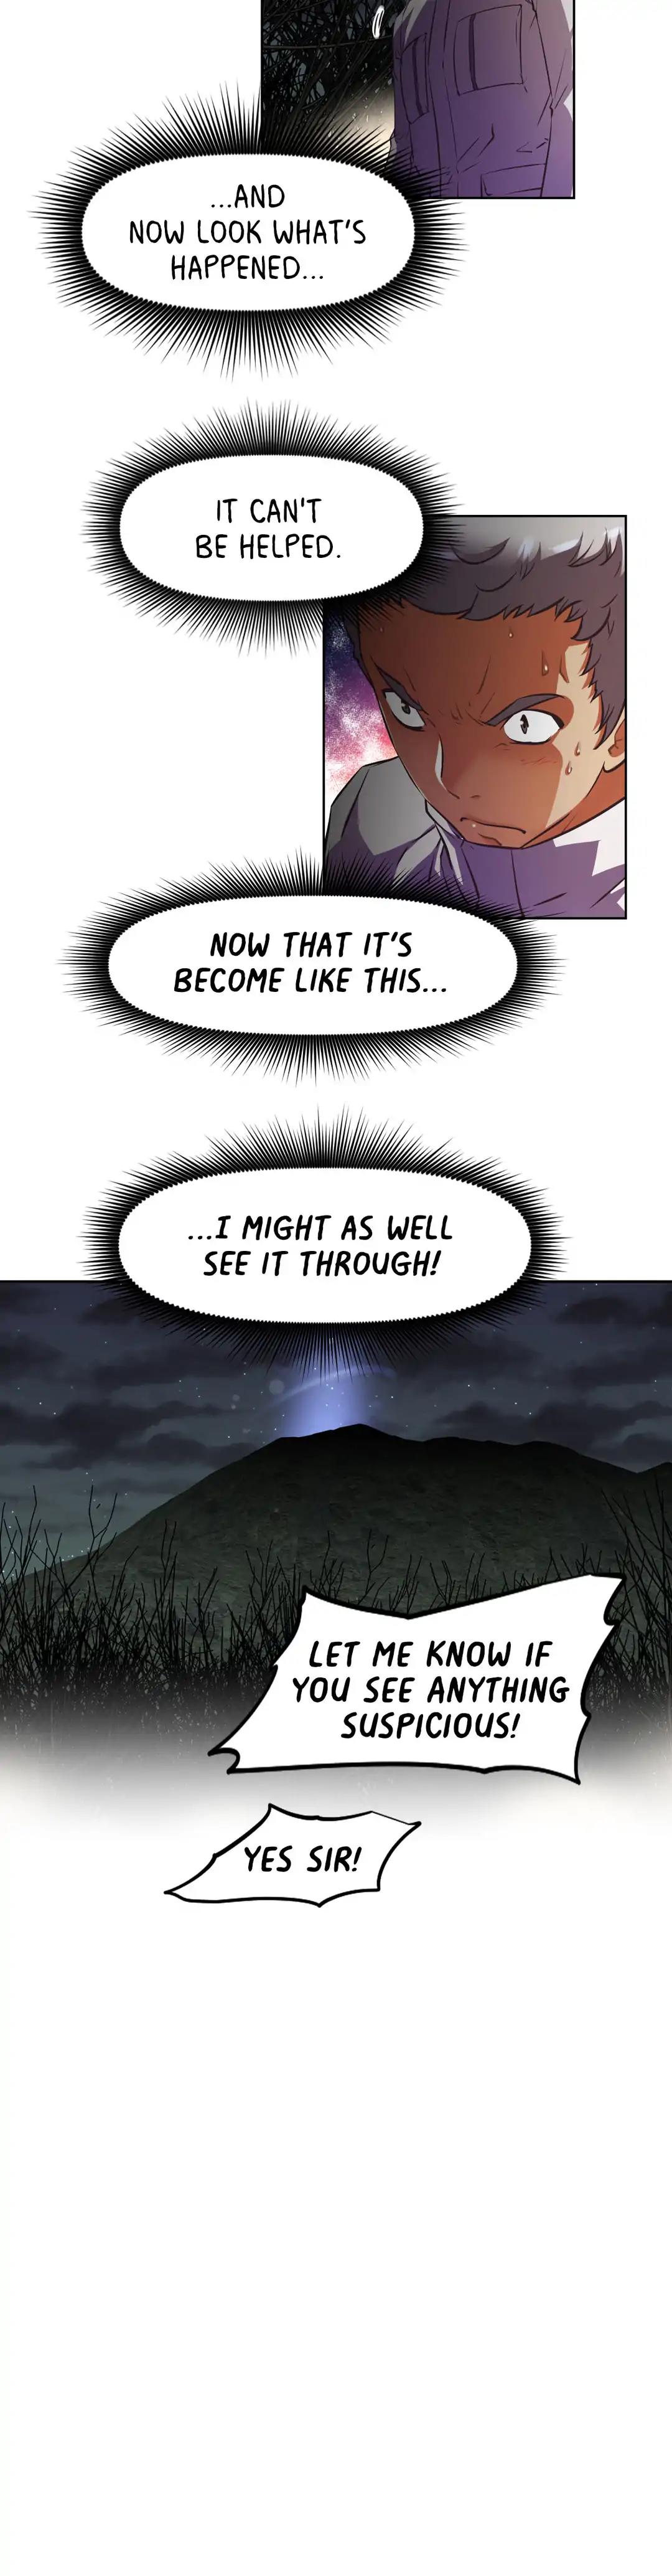 ...AND
NOW LOOK WHAT'S
HAPPENED...
IT CAN'T
BE HELPED.
NOW THAT IT'S
BECOME LIKE THIS...
...I MIGHT AS WELL
SEE IT THROUGH!
LET ME KNOW IF
YOU SEE ANYTHING
SUSPICIOUS!
YES SIR!